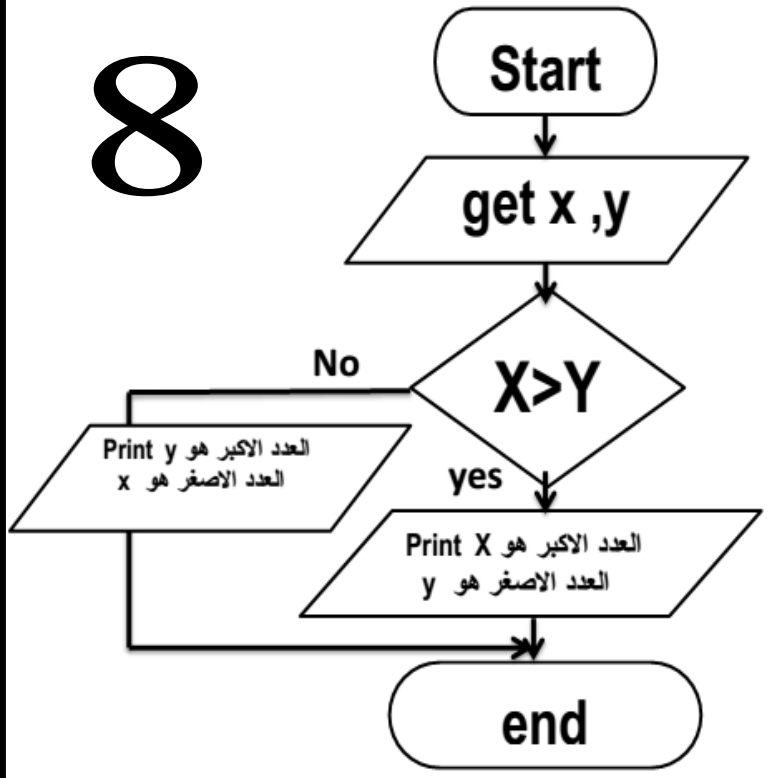 8
Start
get x ,y
X>Y
No
Print y العدد الاكبر هو
العدد الاصغر هو x
yes
Print X العدد الاكبر هو
العدد الاصغر هو y
end